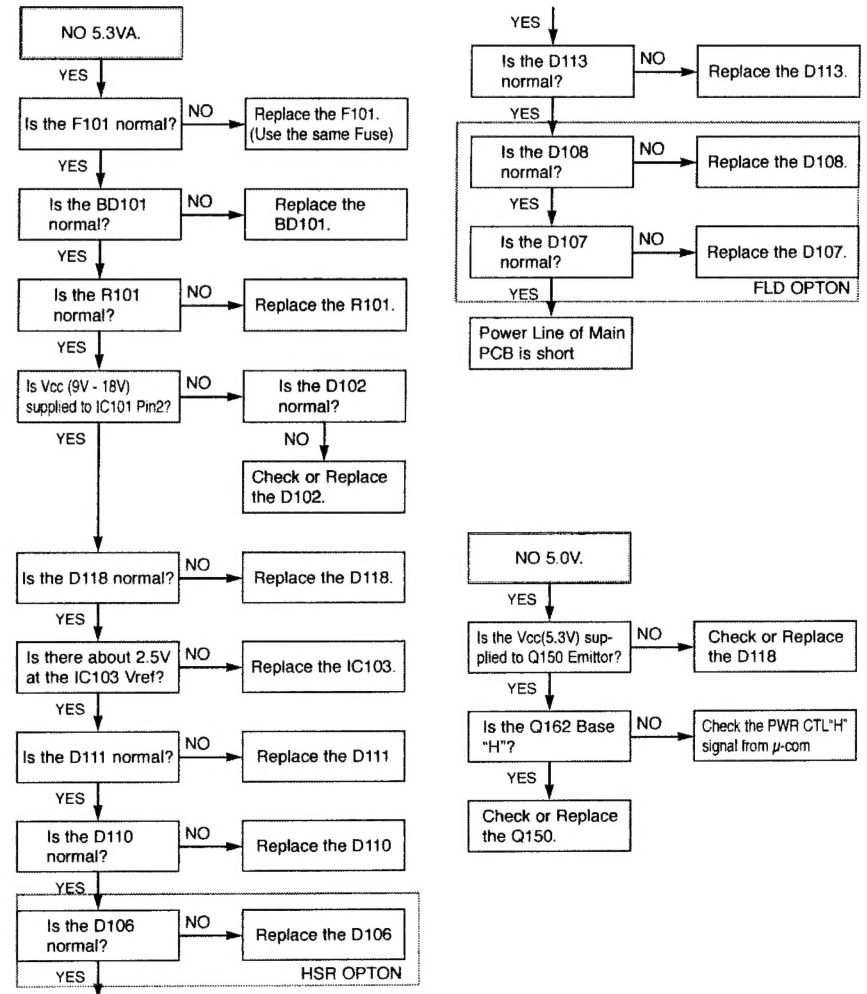 NO 5.3VA.
YES
Is the F101 normal?
NO
Replace the F101.
(Use the same Fuse)
YES
Is the BD101
normal?
NO
Replace the
BD101.
YES
Is the R101
normal?
NO
Replace the R101.
YES
Is Vcc (9V - 18V)
supplied to IC101 Pin2?
NO
Is the D102
normal?
NO
Check or Replace
the D102.
YES
Is the D118 normal?
NO
Replace the D118.
YES
Is there about 2.5V
at the IC103 Vref?
NO
Replace the IC103.
YES
Is the D111 normal?
NO
Replace the D111
YES
Is the D110
normal?
NO
Replace the D110
YES
Is the D106
normal?
NO
Replace the D106
HSR OPTON
YES
YES
Is the D113
normal?
NO
Replace the D113.
YES
Is the D108
normal?
NO
Replace the D108.
YES
Is the D107
normal?
NO
Replace the D107.
FLD OPTON
YES
Power Line of Main
PCB is short
NO 5.0V.
YES
Is the Vcc(5.3V) sup-
plied to Q150 Emittor?
NO
Check or Replace
the D118
YES
Is the Q162 Base
“H”?
NO
Check the PWR CTL“H”
signal from µ-com
YES
Check or Replace
the Q150.